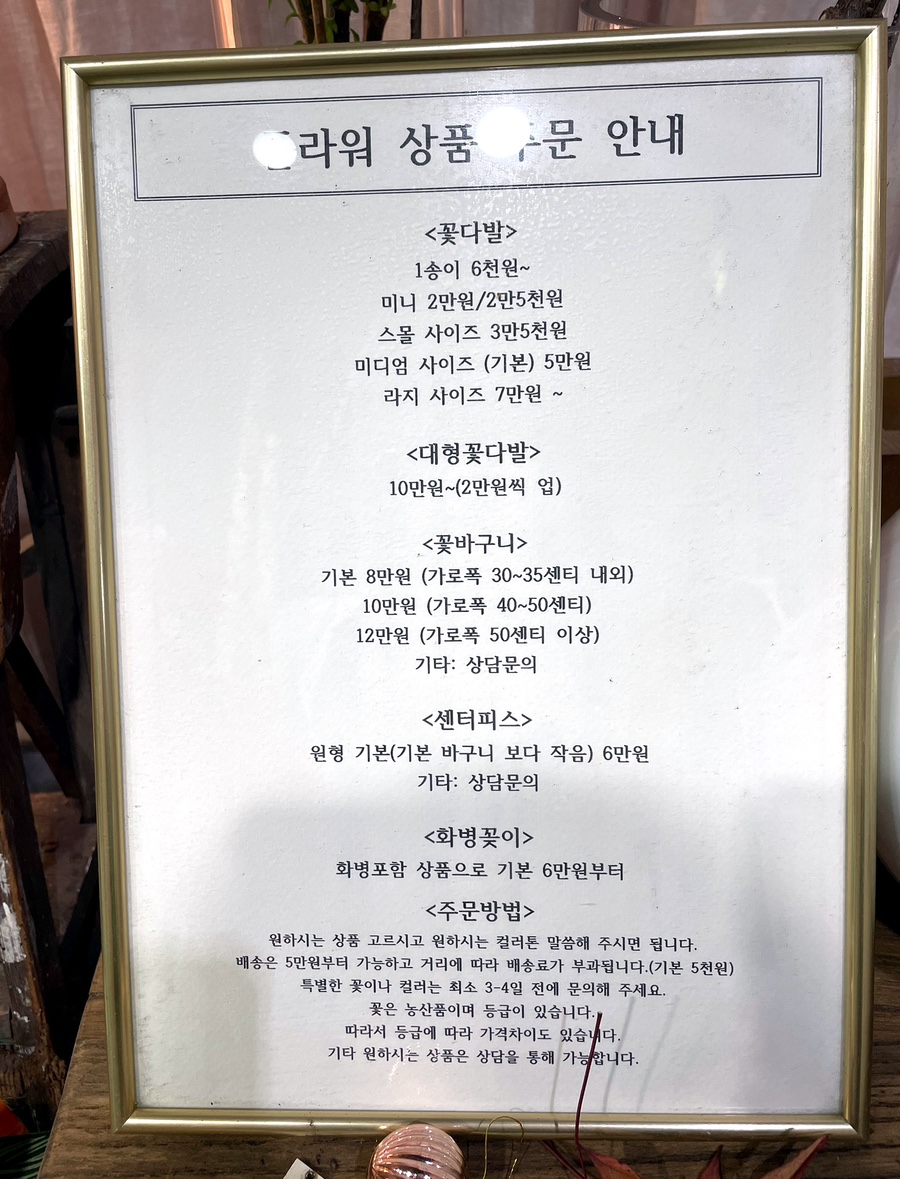 상품 안내
<꽃다발>
1송이 6천원~
미니 2만원/2만5천원
스몰 사이즈 3만5천원
미디엄 사이즈 (기본) 5만원
라지 사이즈 7만원 ~
<대형꽃다발>
10만원~(2만원씩 업)
<꽃바구니>
기본 8만원 (가로폭 30~35센티 내외)
10만원 (가로폭 40~50센티)
12만원 (가로폭 50센티 이상)
기타: 상담문의
<센터피스>
원형 기본(기본 바구니 보다 작음) 6만원
기타: 상담문의
<화병꽃이>
화병포함 상품으로 기본 6만원부터
<주문방법>
원하시는 상품 고르시고 원하시는 컬러톤 말씀해 주시면 됩니다.
배송은 5만원부터 가능하고 거리에 따라 배송료가 부과됩니다.(기본 5천원)
특별한 꽃이나 컬러는 최소 3-4일 전에 문의해 주세요.
꽃은 농산품이며 등급이 있습니다.
따라서 등급에 따라 가격차이도 있습니다.
기타 원하시는 상품은 상담을 통해 가능합니다.